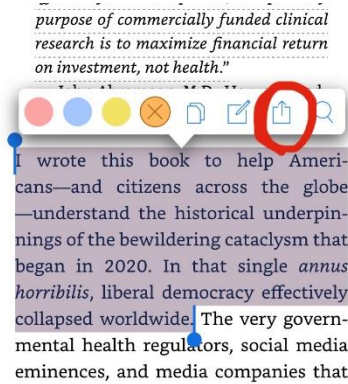 purpose of commercially funded clinical
research is to maximize financial return
on investment, not health.”
I wrote this book to help Ameri-
cans—and citizens across the globe
—understand the historical underpin-
nings of the bewildering cataclysm that
began in 2020. In that single annus
horribilis, liberal democracy effectively
collapsed worldwide. The very govern-
mental health regulators, social media
eminences, and media companies that